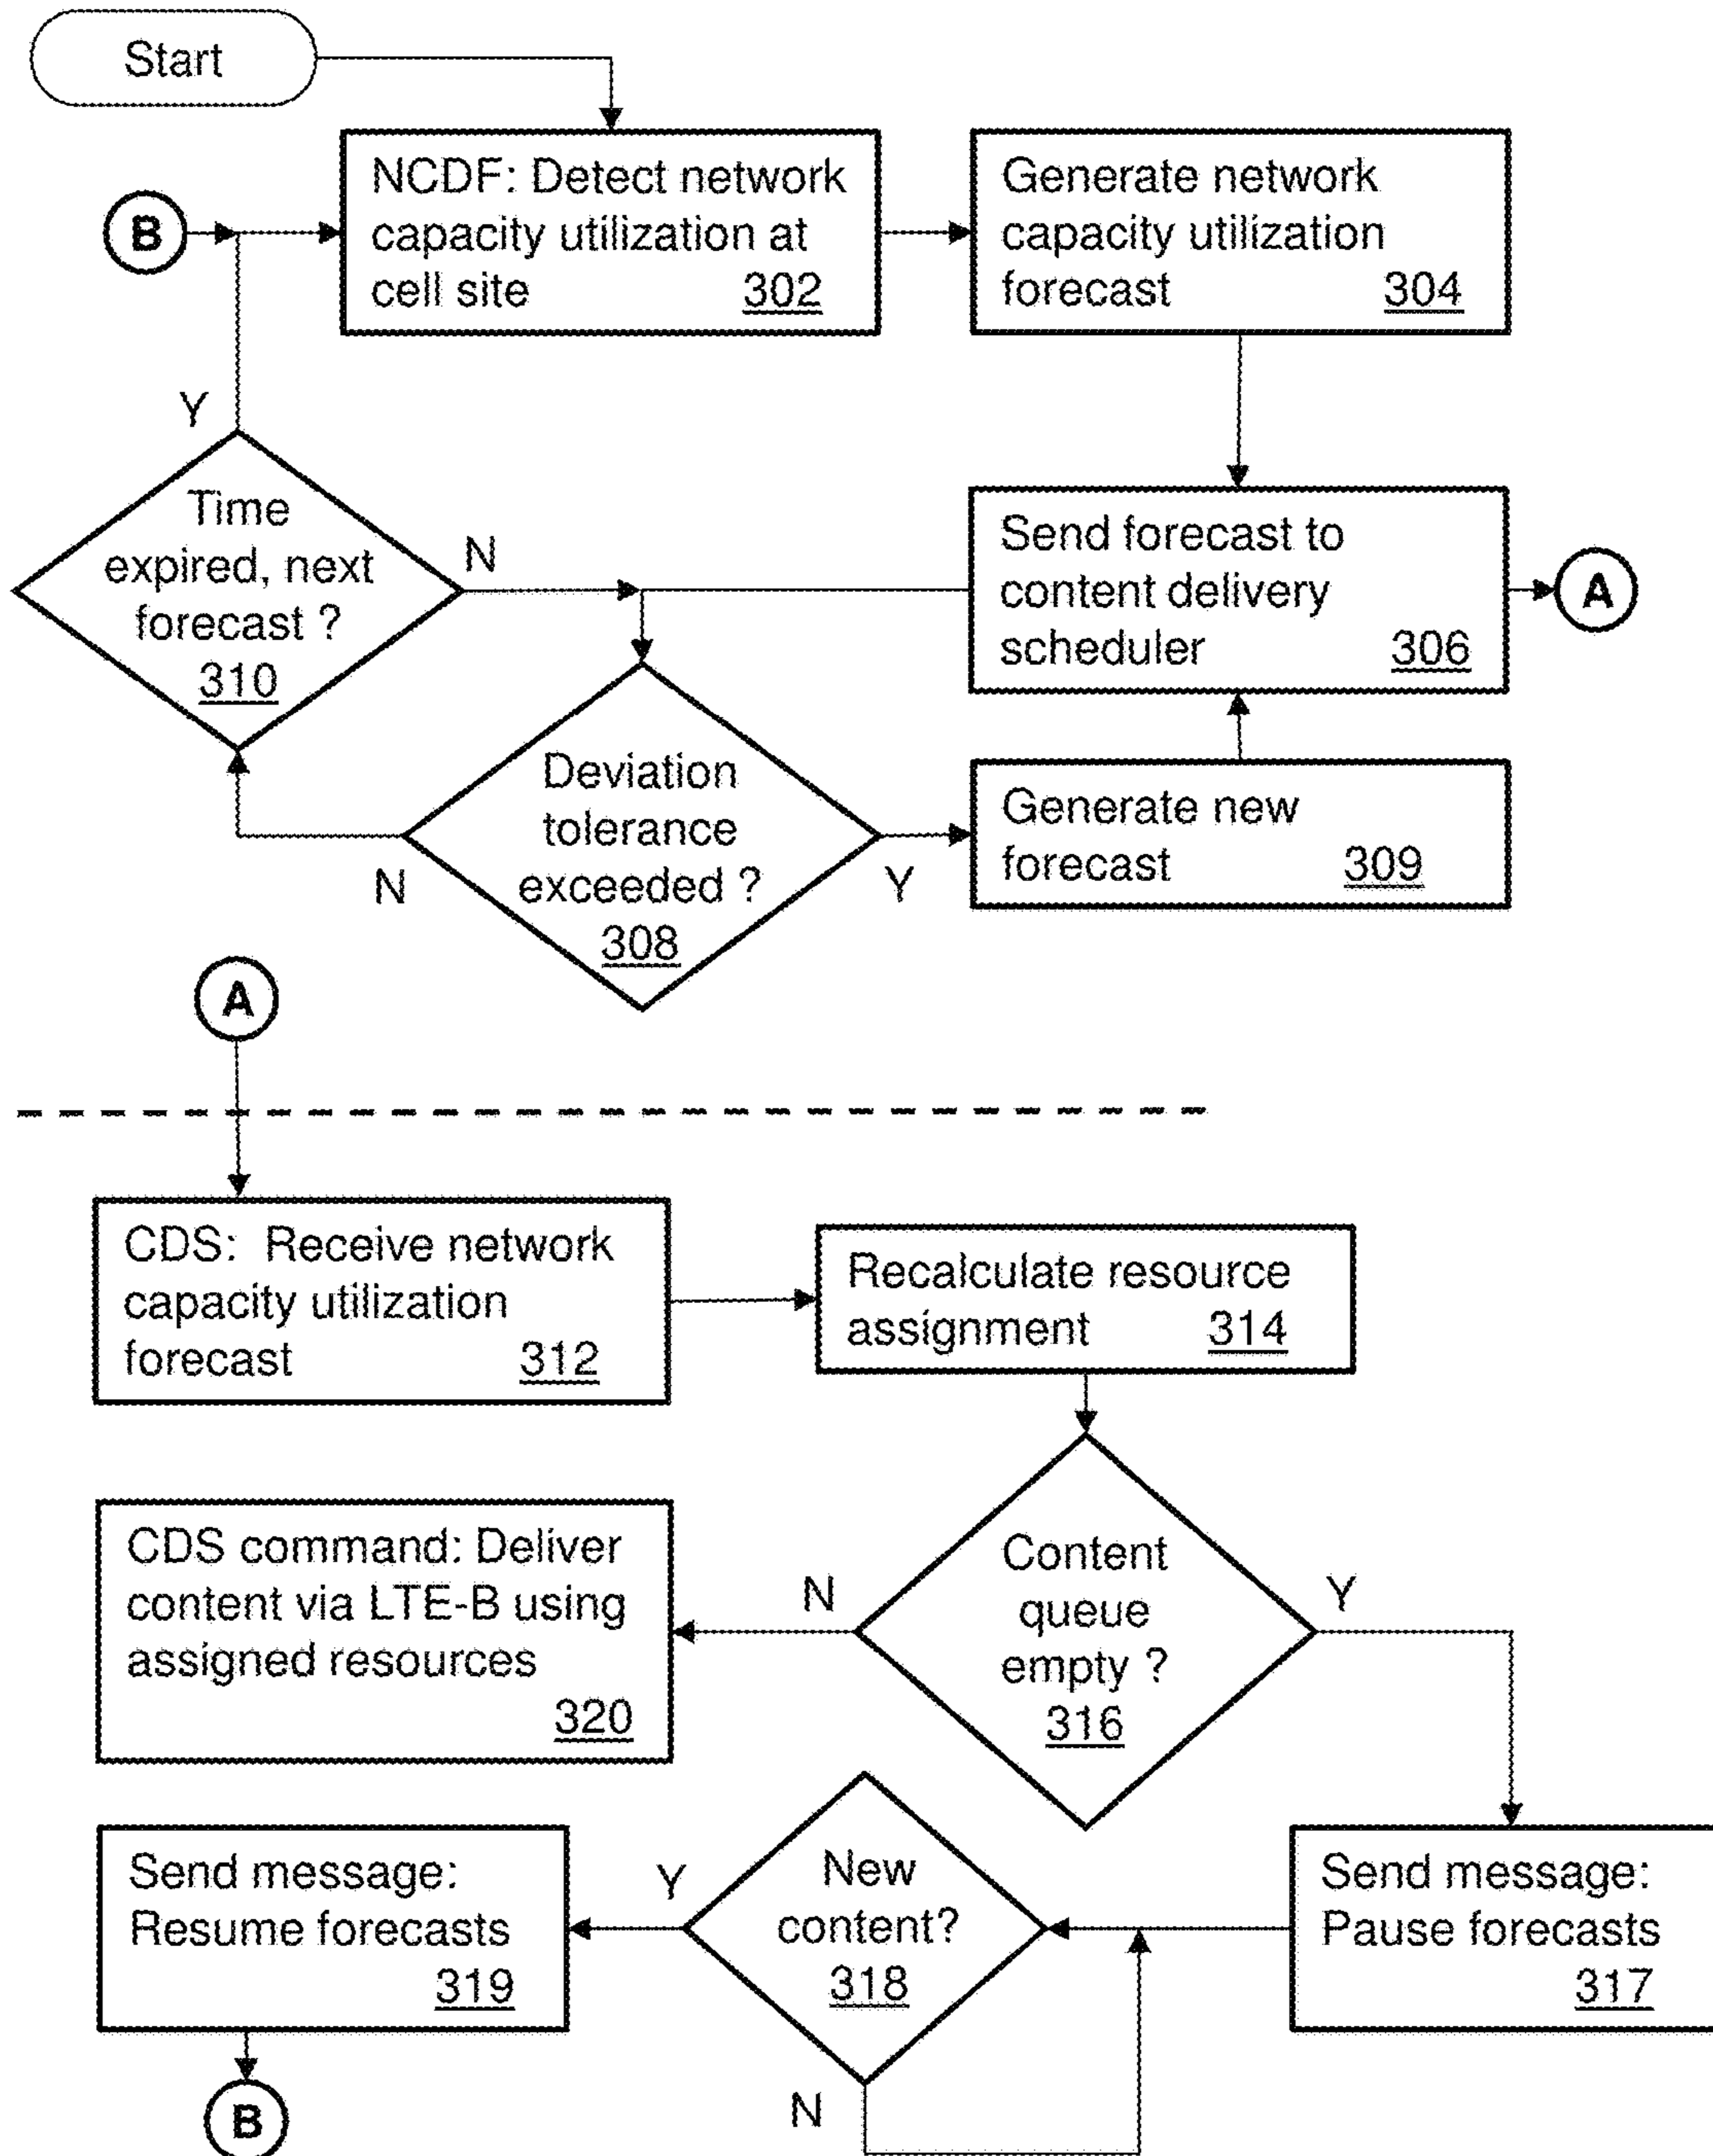 Start
NCDF: Detect network
capacity utilization at
cell site 302
Generate network
capacity utilization
forecast 304
B
Y
Time
expired, next
forecast ?
310
N
Send forecast to
content delivery
scheduler 306
A
Deviation
tolerance
exceeded ?
308
N
Y
Generate new
forecast 309
A
CDS: Receive network
capacity utilization
forecast 312
Recalculate resource
assignment 314
CDS command: Deliver
content via LTE-B using
assigned resources
320
N
Content
queue
empty ?
316
Y
Send message:
Resume forecasts
319
Y
New
content?
318
N
Send message:
Pause forecasts
317
B